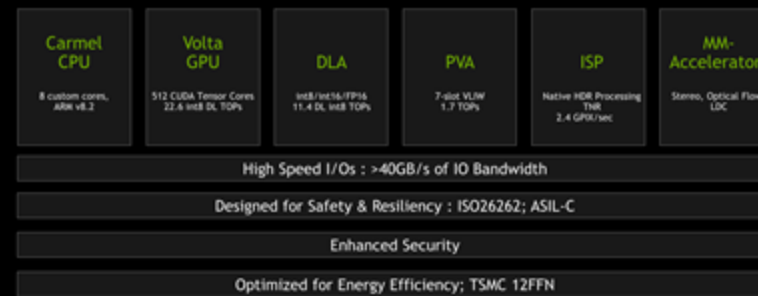 Carmel
CPU
8 custom cores,
ARM v8.2
Volta
GPU
512 CUDA Tensor Cores
22.6 int8 DL TOPs
DLA
int8/int16/FP16
11.4 DL int8 TOPs
PVA
7-slot VLIW
1.7 TOPs
ISP
Native HDR Processing
TNR
2.4 GPIX/sec
MM-
Accelerator
Stereo, Optical Flow
LDC
High Speed I/Os : >40GB/s of IO Bandwidth
Designed for Safety & Resiliency : ISO26262; ASIL-C
Enhanced Security
Optimized for Energy Efficiency; TSMC 12FFN